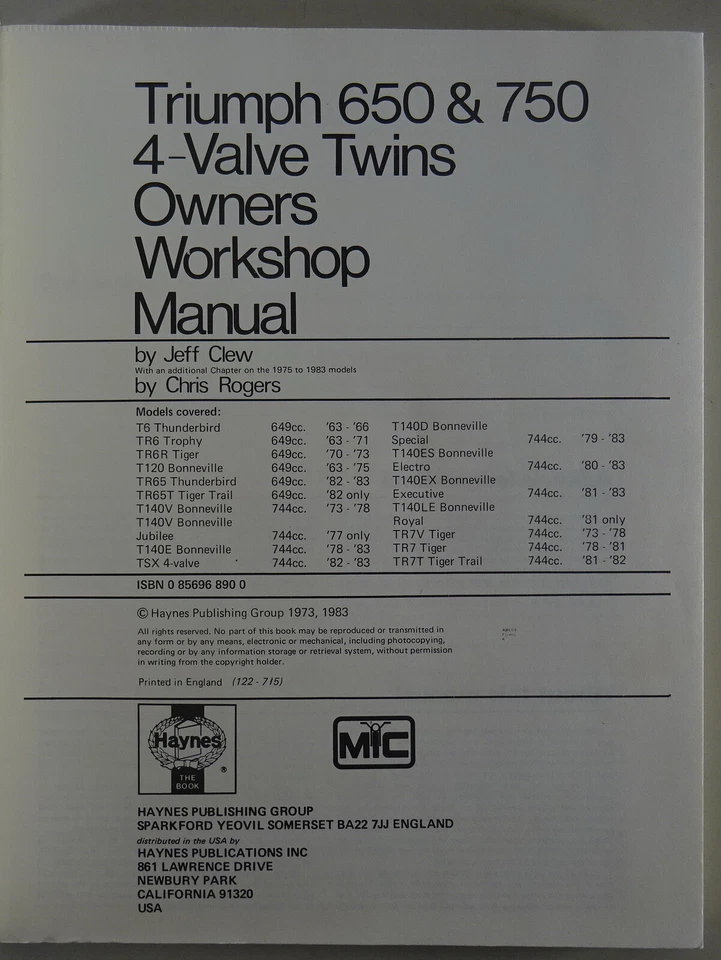 Triumph 650 & 750
4-Valve Twins
Owners
Workshop
Manual
by Jeff Clew
With an additional Chapter on the 1975 to 1983 models
by Chris Rogers
Models covered:
T6 Thunderbird 649cc. '63 - '66
TR6 Trophy 649cc. '63 - '71
TR6R Tiger 649cc. '70 - '73
T120 Bonneville 649cc. '63 - '75
TR65 Thunderbird 649cc. '82 - '83
TR65T Tiger Trail 649cc. '82 only
T140V Bonneville 744cc. '73 - '78
T140V Bonneville
Jubilee 744cc. '77 only
T140E Bonneville 744cc. '78 - '83
TSX 4-valve 744cc. '82 - '83
T140D Bonneville
Special 744cc. '79 - '83
T140ES Bonneville
Electro 744cc. '80 - '83
T140EX Bonneville
Executive 744cc. '81 - '83
T140LE Bonneville
Royal 744cc. '81 only
TR7V Tiger 744cc. '73 - '78
TR7 Tiger 744cc. '78 - '81
TR7T Tiger Trail 744cc. '81 - '82
ISBN 0 85696 890 0
© Haynes Publishing Group 1973, 1983
All rights reserved. No part of this book may be reproduced or transmitted in
any form or by any means, electronic or mechanical, including photocopying,
recording or by any information storage or retrieval system, without permission
in writing from the copyright holder.
Printed in England (122 - 7I5)
Haynes
THE
BOOK
®
MTC
HAYNES PUBLISHING GROUP
SPARKFORD YEOVIL SOMERSET BA22 7JJ ENGLAND
distributed in the USA by
HAYNES PUBLICATIONS INC
861 LAWRENCE DRIVE
NEWBURY PARK
CALIFORNIA 91320
USA